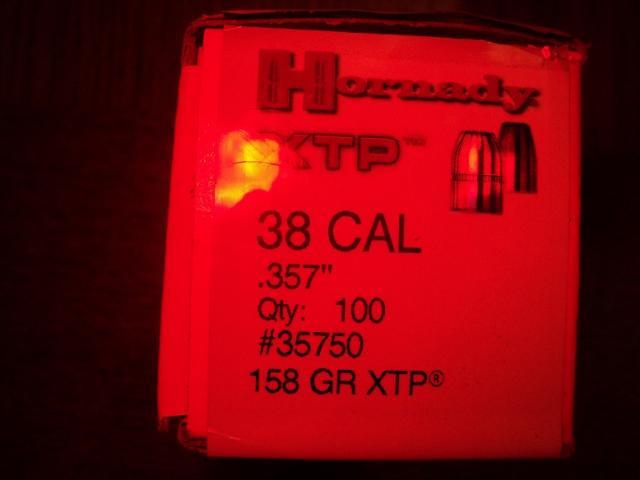 Hornady
XTP™
38 CAL
.357"
Qty: 100
#35750
158 GR XTP®